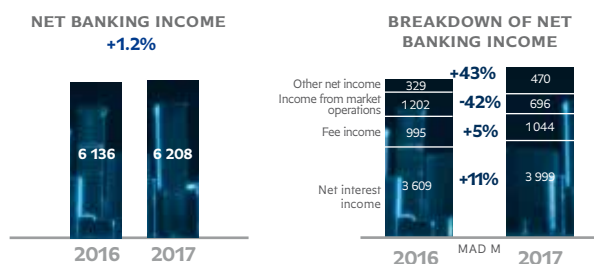 NET BANKING INCOME
+1.2%
6 136
6 208
2016
2017
BREAKDOWN OF NET
BANKING INCOME
Other net income
329
+43%
470
Income from market
operations
1 202
-42%
696
Fee income
995
+5%
1 044
Net interest
income
3 609
+11%
3 999
2016
MAD M
2017